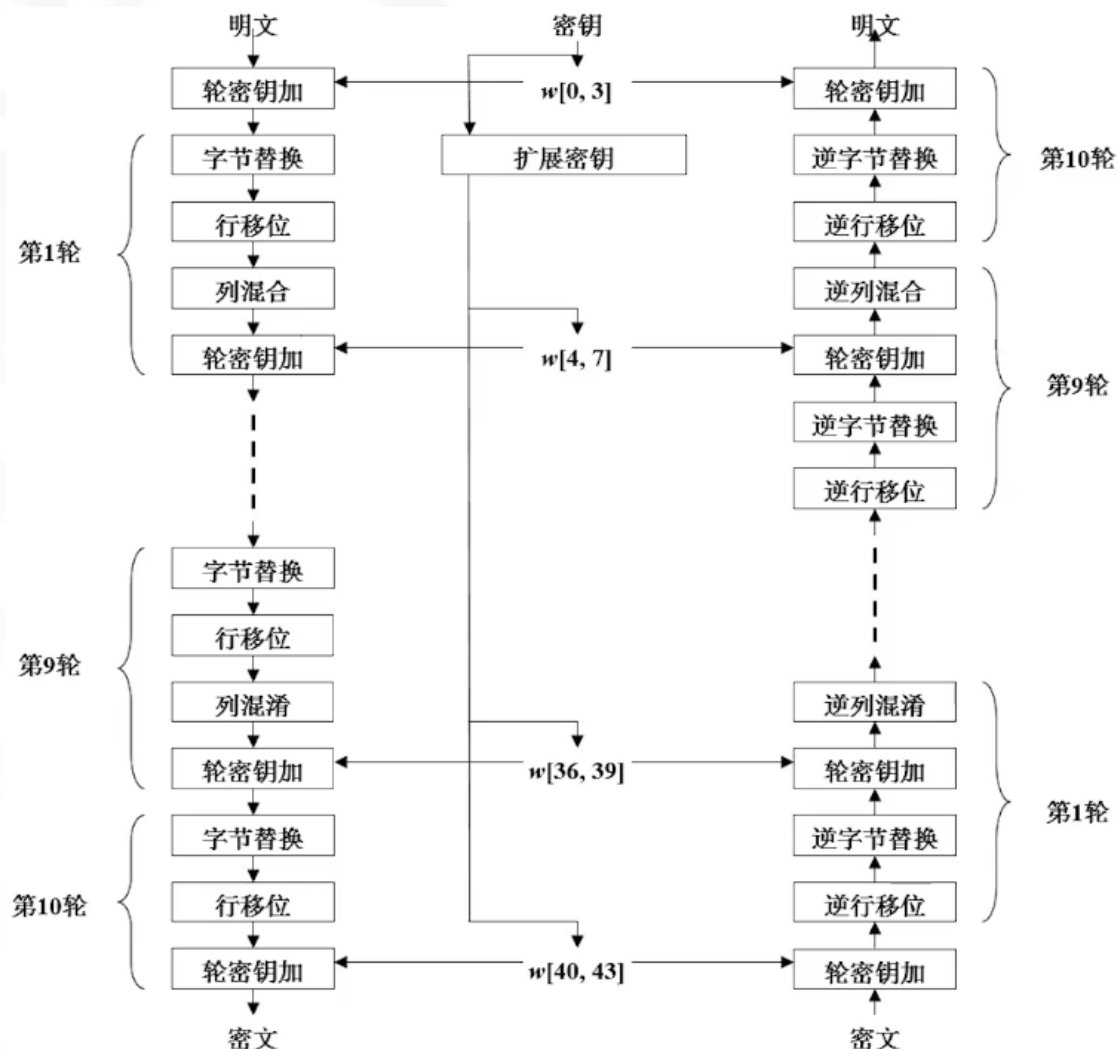 明文 密钥 明文
轮密钥加 w[0, 3] 轮密钥加
字节替换 扩展密钥 逆字节替换 第10轮
行移位 逆行移位
第1轮
列混合 逆列混合
轮密钥加 w[4, 7] 轮密钥加
第9轮
逆字节替换
逆行移位
字节替换
行移位
第9轮
列混淆 逆列混淆
轮密钥加 w[36, 39] 轮密钥加
第1轮
字节替换 逆字节替换
第10轮 行移位 逆行移位
轮密钥加 w[40, 43] 轮密钥加
密文 密文